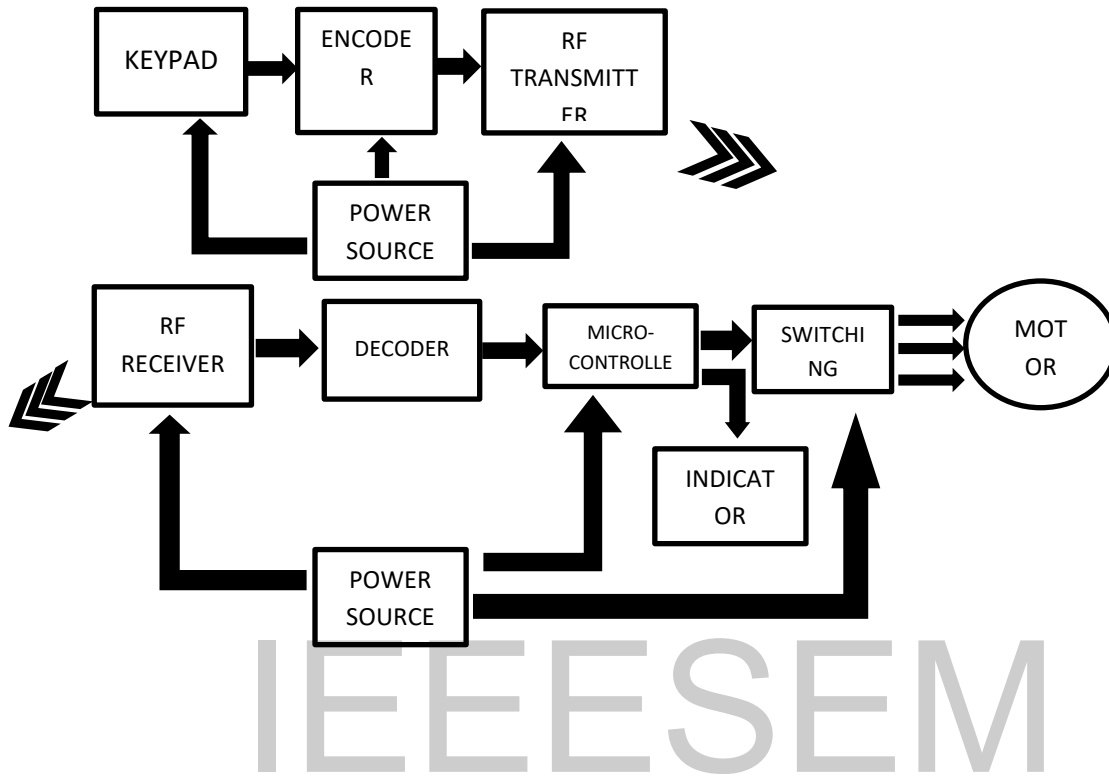 KEYPAD
ENCODE
R
RF
TRANSMITT
ER
POWER
SOURCE
RF
RECEIVER
DECODER
MICRO-
CONTROLLE
SWITCHI
NG
MOT
OR
INDICAT
OR
POWER
SOURCE
IEEESEM